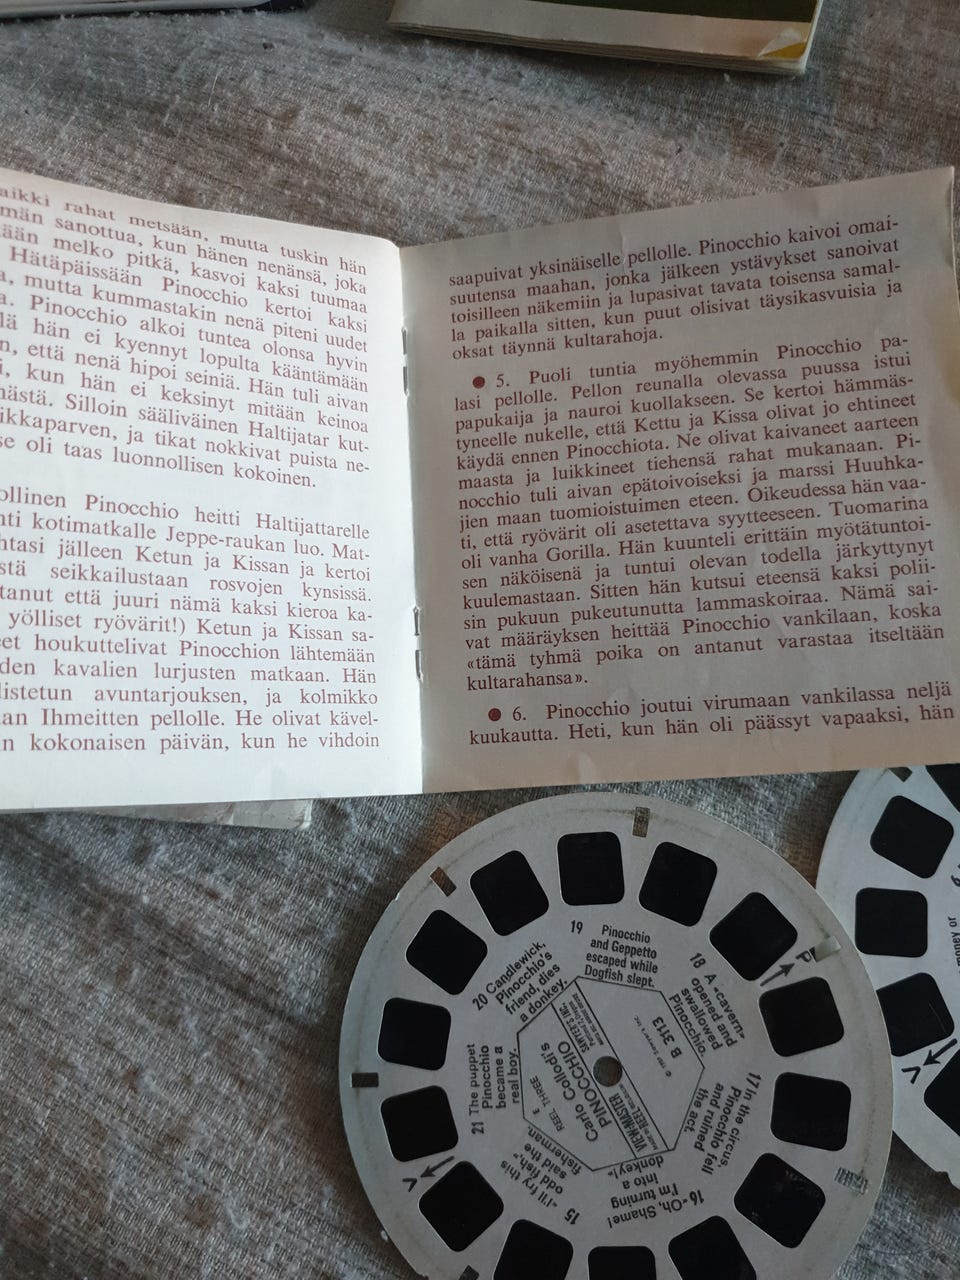 aikki rahat metsään, mutta tuskin hän
män sanottua, kun hänen nenänsä, joka
ään melko pitkä, kasvoi kaksi tuumaa
Hätäpäissään Pinocchio kertoi kaksi
a, mutta kummastakin nenä piteni uudet
a. Pinocchio alkoi tuntea olonsa hyvin
lä hän ei kyennyt lopulta kääntämään
n, että nenä hipoi seiniä. Hän tuli aivan
i, kun hän ei keksinyt mitään keinoa
nästä. Silloin sääliväinen Haltijatar kut-
ikkaparven, ja tikat nokkivat puista ne-
se oli taas luonnollisen kokoinen.
ollinen Pinocchio heitti Haltijattarelle
hti kotimatkalle Jeppe-raukan luo. Mat-
htasi jälleen Ketun ja Kissan ja kertoi
stä seikkailustaan rosvojen kynsissä.
tanut että juuri nämä kaksi kieroa ka-
yölliset ryövärit!) Ketun ja Kissan sa-
eet houkuttelivat Pinocchion lähtemään
den kavalien lurjusten matkaan. Hän
listetun avuntarjouksen, ja kolmikko
an Ihmeitten pellolle. He olivat kävel-
n kokonaisen päivän, kun he vihdoin
saapuivat yksinäiselle pellolle. Pinocchio kaivoi omai-
suutensa maahan, jonka jälkeen ystävykset sanoivat
toisilleen näkemiin ja lupasivat tavata toisensa samal-
la paikalla sitten, kun puut olisivat täysikasvuisia ja
oksat täynnä kultarahoja.
● 5. Puoli tuntia myöhemmin Pinocchio pa-
lasi pellolle. Pellon reunalla olevassa puussa istui
papukaija ja nauroi kuollakseen. Se kertoi hämmäs-
tyneelle nukelle, että Kettu ja Kissa olivat jo ehtineet
käydä ennen Pinocchiota. Ne olivat kaivaneet aarteen
maasta ja luikkineet tiehensä rahat mukanaan. Pi-
nocchio tuli aivan epätoivoiseksi ja marssi Huuhka-
jien maan tuomioistuimen eteen. Oikeudessa hän vaa-
ti, että ryövärit oli asetettava syytteeseen. Tuomarina
oli vanha Gorilla. Hän kuunteli erittäin myötätuntoi-
sen näköisenä ja tuntui olevan todella järkyttynyt
kuulemastaan. Sitten hän kutsui eteensä kaksi polii-
sin pukuun pukeutunutta lammaskoiraa. Nämä sai-
vat määräyksen heittää Pinocchio vankilaan, koska
«tämä tyhmä poika on antanut varastaa itseltään
kultarahansa».
● 6. Pinocchio joutui virumaan vankilassa neljä
kuukautta. Heti, kun hän oli päässyt vapaaksi, hän
19 Pinocchio
and Geppetto
escaped while
Dogfish slept.
18 A «cavern»
opened and
swallowed
Pinocchio.
17 In the circus,
Pinocchio fell
and ruined
the act.
16 «Oh, Shame!
I'm turning
into a
donkey!»
15 «I'll fry this
odd fish,"
said the
fisherman.
21 The puppet
Pinocchio
became a
real boy.
20 Candlewick,
Pinocchio's
friend, dies
a donkey.
SAWYER'S INC.
VIEW-MASTER
REEL
Carlo Collodi's
PINOCCHIO
REEL THREE E
B 3113
money or